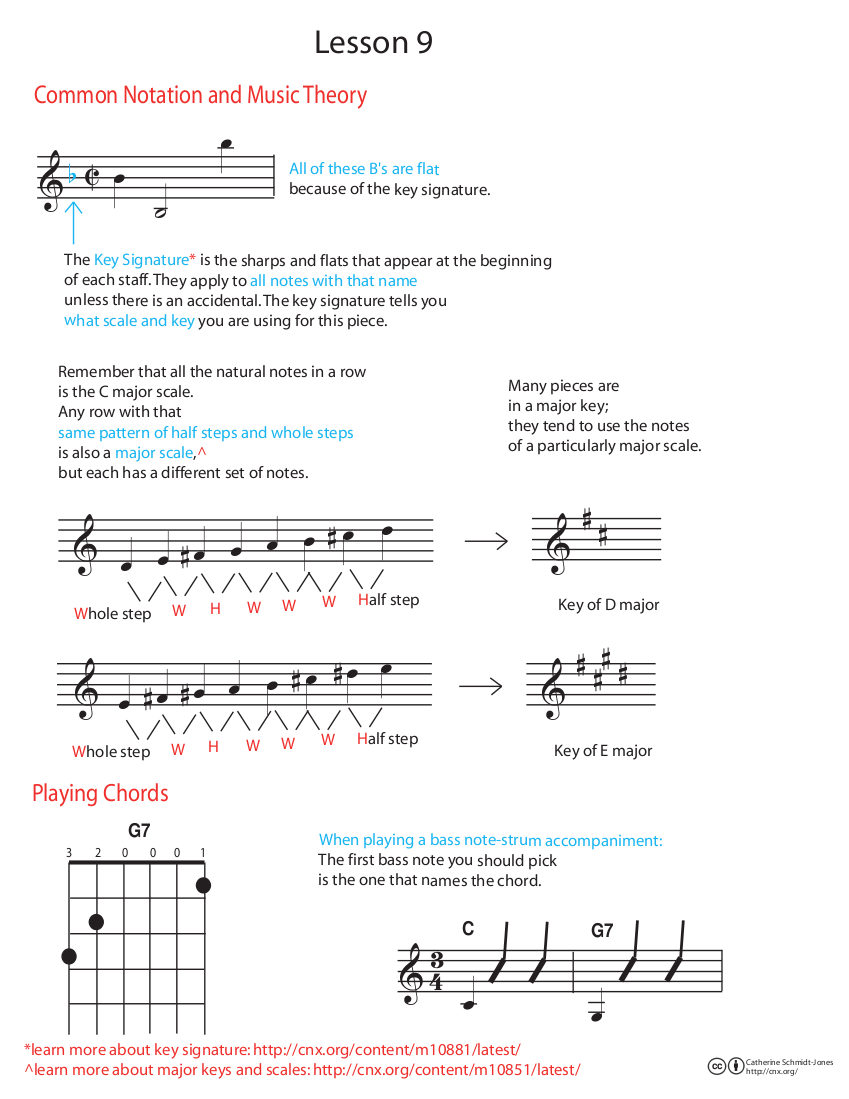 Lesson 9
Common Notation and Music Theory
All of these B's are flat
because of the key signature.
The Key Signature* is the sharps and flats that appear at the beginning
of each staff. They apply to all notes with that name
unless there is an accidental. The key signature tells you
what scale and key you are using for this piece.
Remember that all the natural notes in a row
is the C major scale.
Any row with that
same pattern of half steps and whole steps
is also a major scale,^
but each has a different set of notes.
Many pieces are
in a major key;
they tend to use the notes
of a particularly major scale.
Whole step W H W W W Half step
Key of D major
Whole step W H W W W Half step
Key of E major
Playing Chords
G7
3 2 0 0 0 1
When playing a bass note-strum accompaniment:
The first bass note you should pick
is the one that names the chord.
C G7
3
4
*learn more about key signature: http://cnx.org/content/m10881/latest/
^learn more about major keys and scales: http://cnx.org/content/m10851/latest/
cc
Catherine Schmidt-Jones
http://cnx.org/